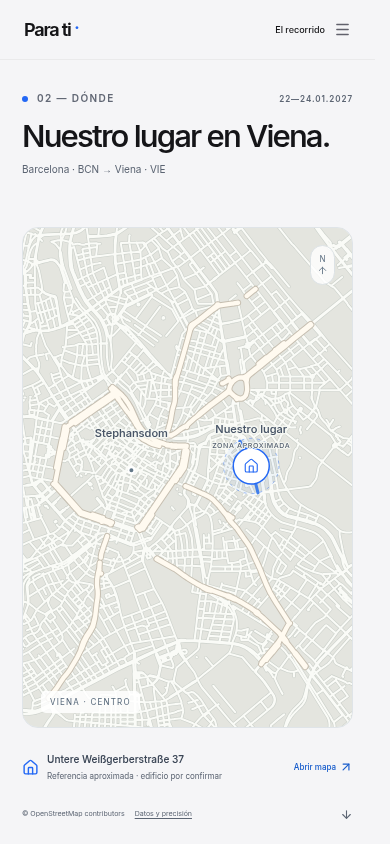 Para ti
El recorrido
02 — DÓNDE
22—24.01.2027
Nuestro lugar en Viena.
Barcelona · BCN → Viena · VIE
N
Stephansdom
Nuestro lugar
ZONA APROXIMADA
VIENA · CENTRO
Untere Weißgerberstraße 37
Referencia aproximada · edificio por confirmar
Abrir mapa
© OpenStreetMap contributors
Datos y precisión